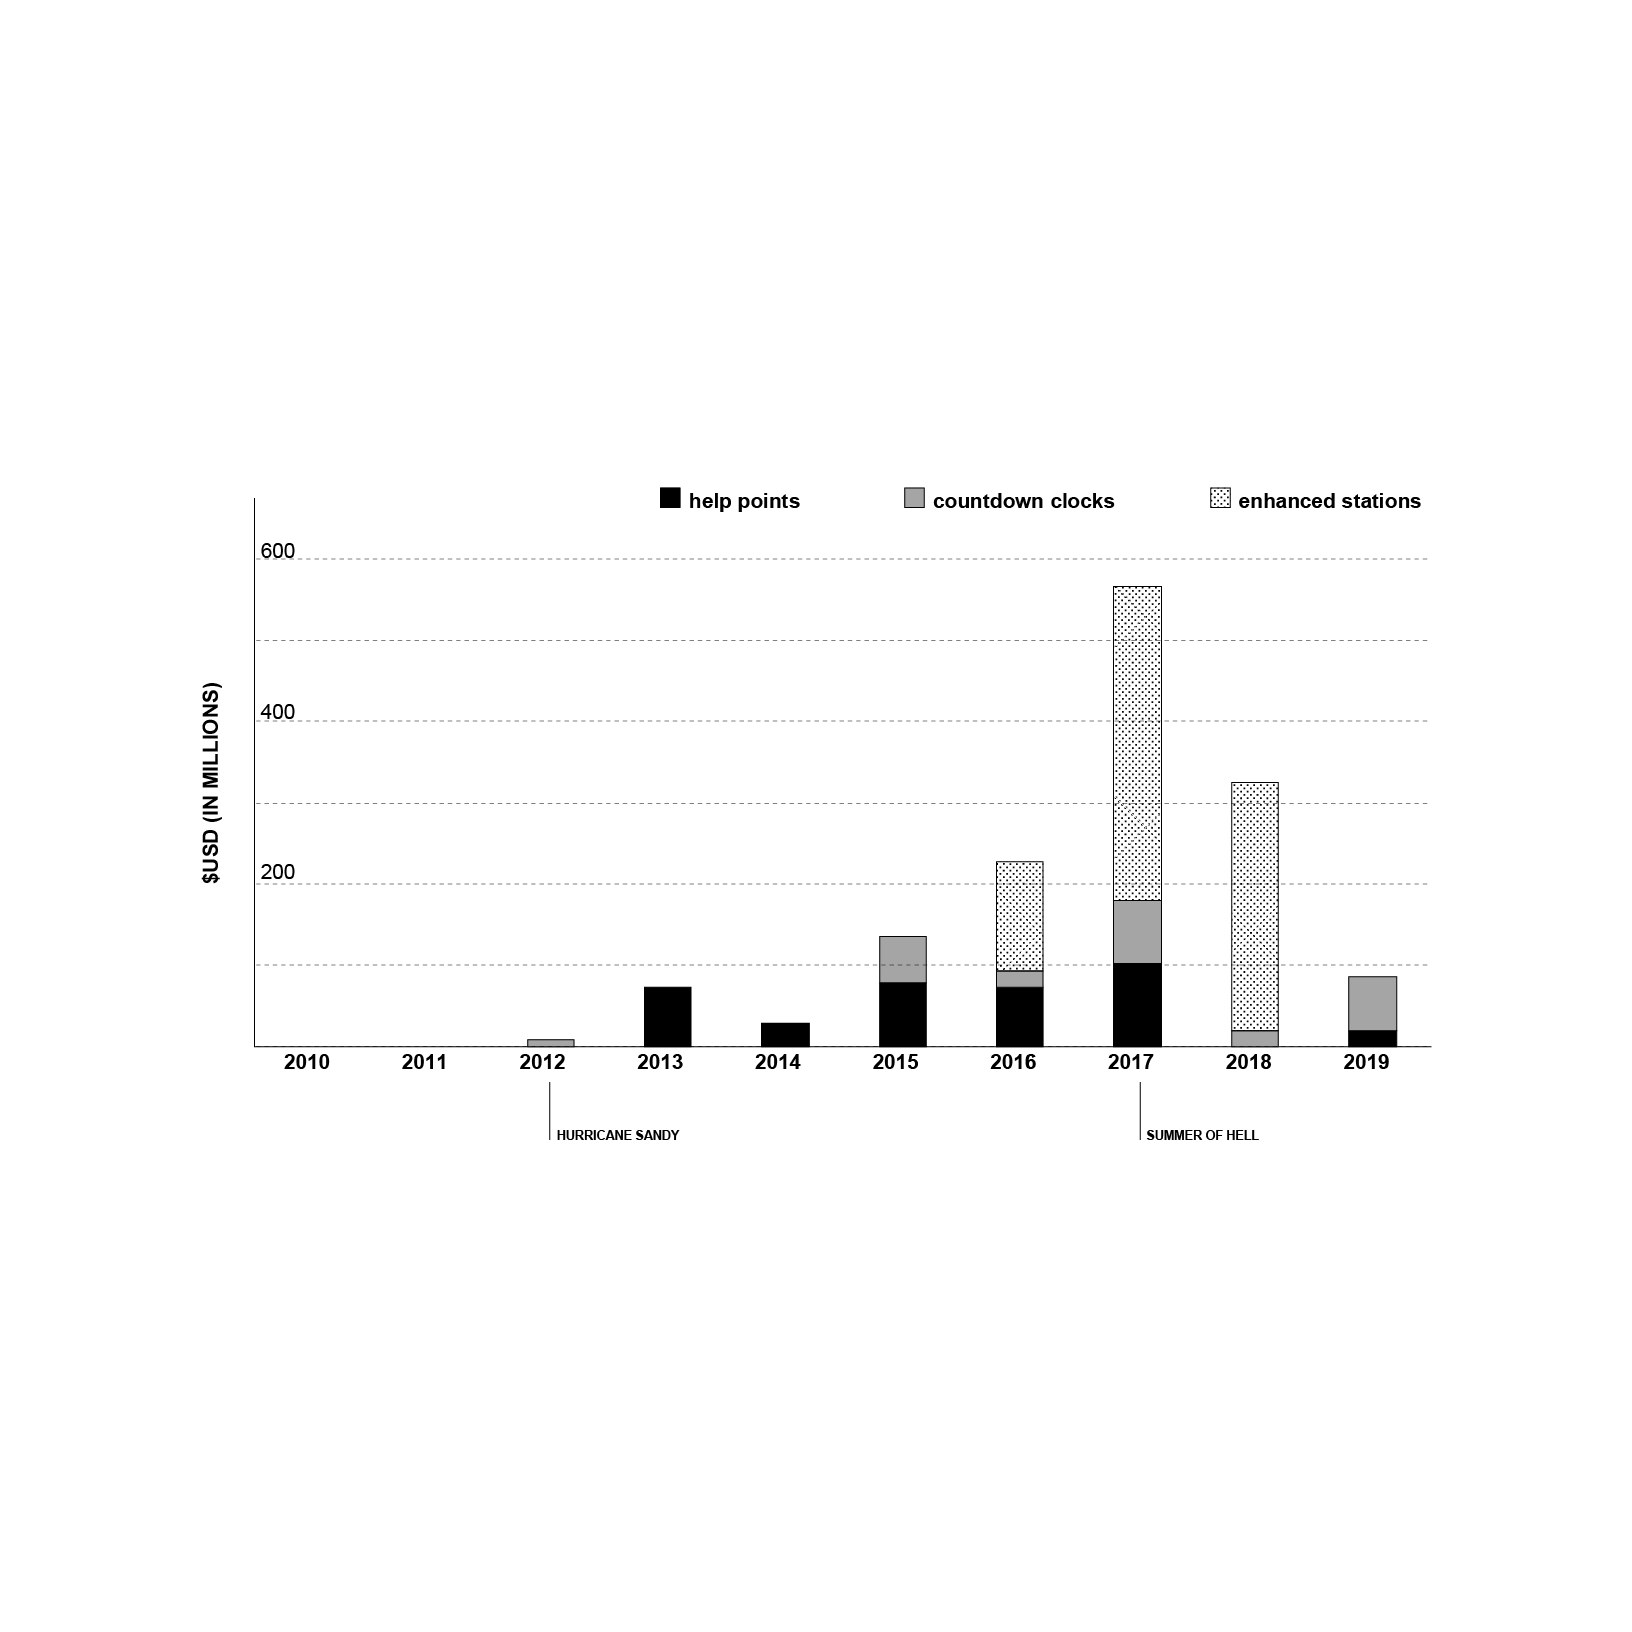 help points
countdown clocks
enhanced stations
600
400
200
$USD (IN MILLIONS)
2010 2011 2012 2013 2014 2015 2016 2017 2018 2019
HURRICANE SANDY
SUMMER OF HELL